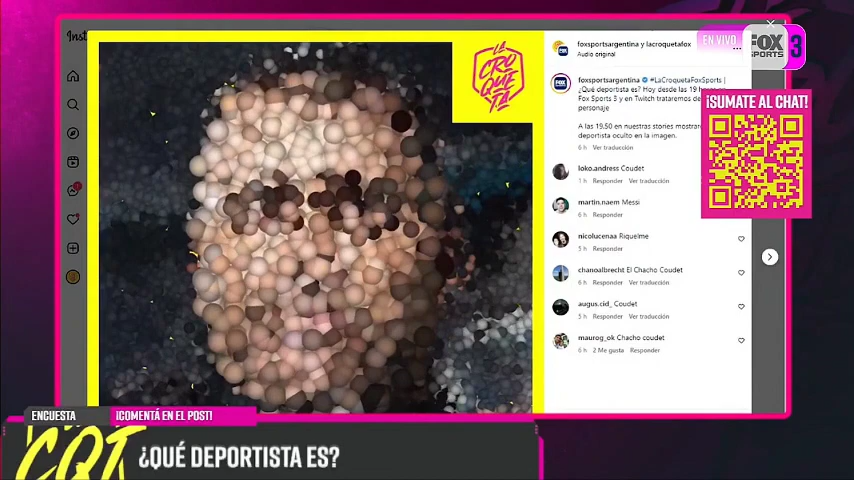 Inst
LA
CRO
QUE
TA
foxsportsargentina y lacroquetafox
Audio original
EN VIVO
FOX
SPORTS
3
foxsportsargentina #LaCroquetaFoxSports |
¿Qué deportista es? Hoy desde las 19
Fox Sports 3 y en Twitch trataremos de
personaje
A las 19.50 en nuestras stories
deportista oculto en la imagen.
6 h Ver traducción
¡SUMATE AL CHAT!
loko.andress Coudet
1 h Responder Ver traducción
martin.naem Messi
6 h Responder
nicolucenaa Riquelme
5 h Responder
chanoalbrecht El Chacho Coudet
6 h Responder Ver traducción
augus.cid_ Coudet
5 h Responder Ver traducción
maurog_ok Chacho coudet
6 h 2 Me gusta Responder
ENCUESTA
¡COMENTÁ EN EL POST!
CQT
¿QUÉ DEPORTISTA ES?